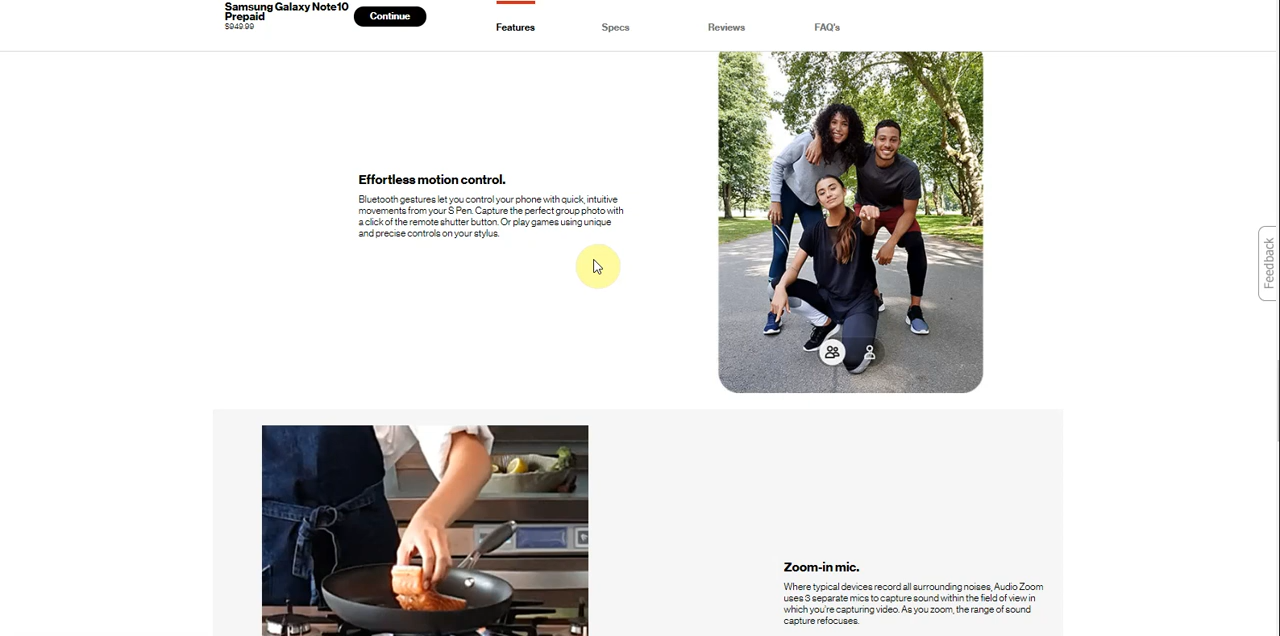 Samsung Galaxy Note10
Prepaid
$949.99
Continue
Features
Specs
Reviews
FAQ's
Effortless motion control.
Bluetooth gestures let you control your phone with quick, intuitive
movements from your S Pen. Capture the perfect group photo with
a click of the remote shutter button. Or play games using unique
and precise controls on your stylus.
Feedback
Zoom-in mic.
Where typical devices record all surrounding noises, Audio Zoom
uses 3 separate mics to capture sound within the field of view in
which you're capturing video. As you zoom, the range of sound
capture refocuses.